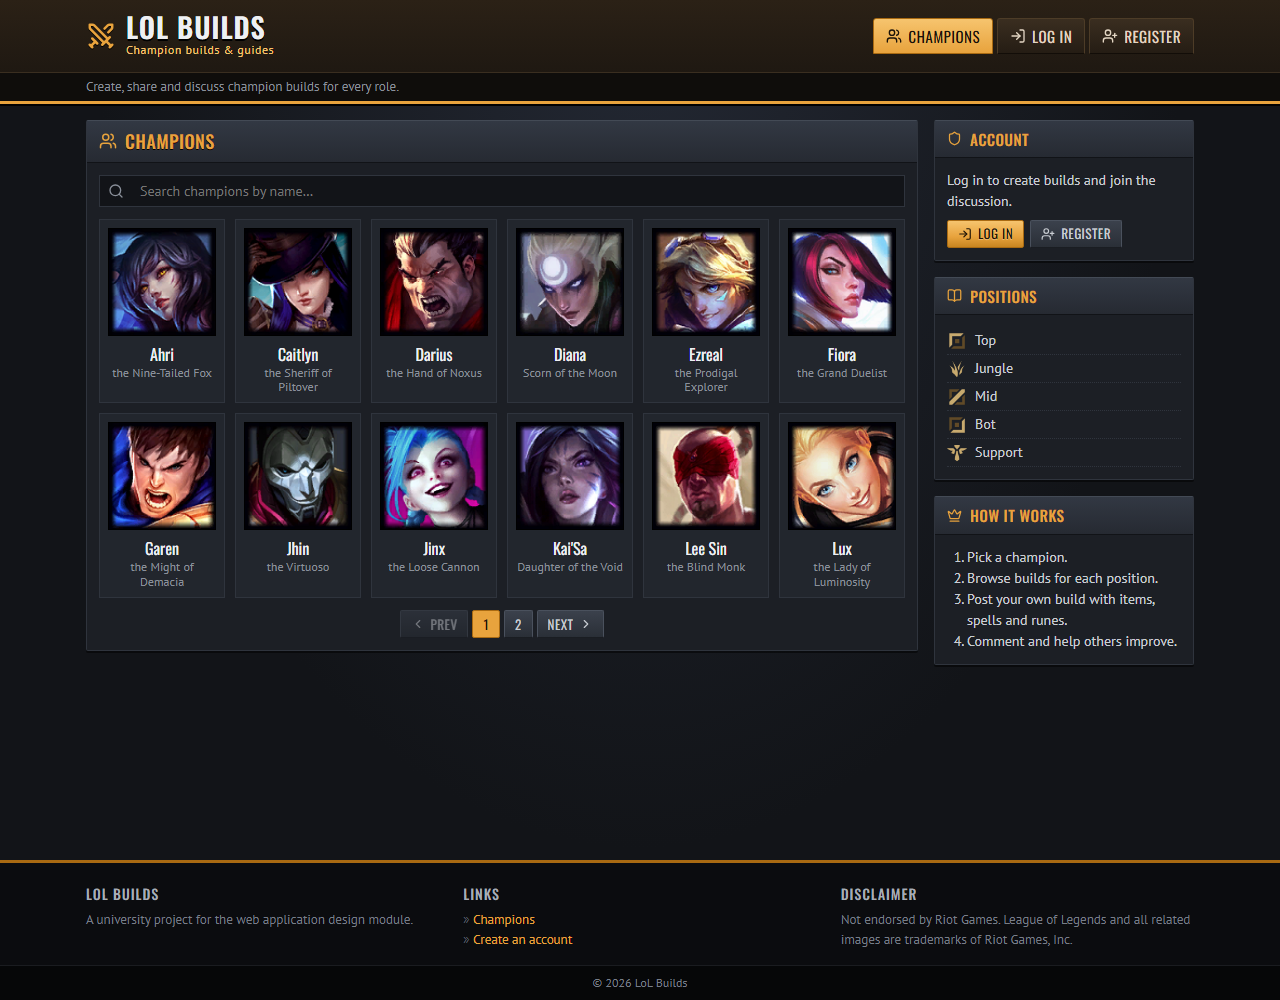 LOL BUILDS
Champion builds & guides
CHAMPIONS
LOG IN
REGISTER
Create, share and discuss champion builds for every role.
CHAMPIONS
Search champions by name...
Ahri
the Nine-Tailed Fox
Caitlyn
the Sheriff of
Piltover
Darius
the Hand of Noxus
Diana
Scorn of the Moon
Ezreal
the Prodigal
Explorer
Fiora
the Grand Duelist
Garen
the Might of
Demacia
Jhin
the Virtuoso
Jinx
the Loose Cannon
Kai'Sa
Daughter of the Void
Lee Sin
the Blind Monk
Lux
the Lady of
Luminosity
PREV
1
2
NEXT
ACCOUNT
Log in to create builds and join the
discussion.
LOG IN
REGISTER
POSITIONS
Top
Jungle
Mid
Bot
Support
HOW IT WORKS
1. Pick a champion.
2. Browse builds for each position.
3. Post your own build with items,
spells and runes.
4. Comment and help others improve.
LOL BUILDS
A university project for the web application design module.
LINKS
» Champions
» Create an account
DISCLAIMER
Not endorsed by Riot Games. League of Legends and all related
images are trademarks of Riot Games, Inc.
© 2026 LoL Builds